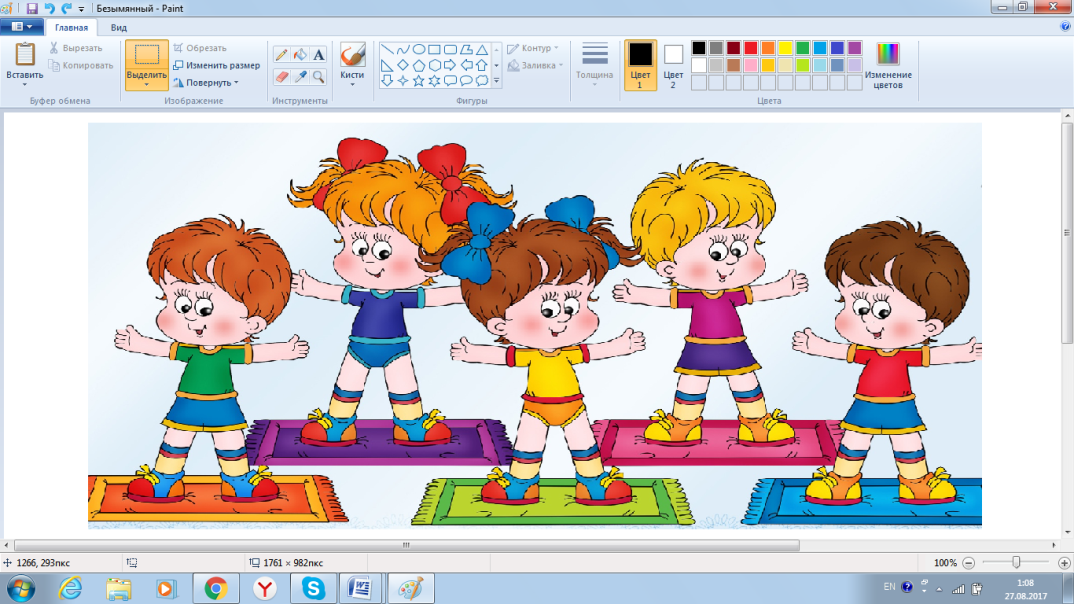 Безымянный - Paint
Главная Вид
Вставить
Вырезать
Копировать
Буфер обмена
Выделить
Обрезать
Изменить размер
Повернуть
Изображение
A
Инструменты
Кисти
Контур
Заливка
Фигуры
Толщина
Цвет 1
Цвет 2
Изменение цветов
Цвета
1266, 293пкс
1761 × 982пкс
100%
EN
1:08
27.08.2017